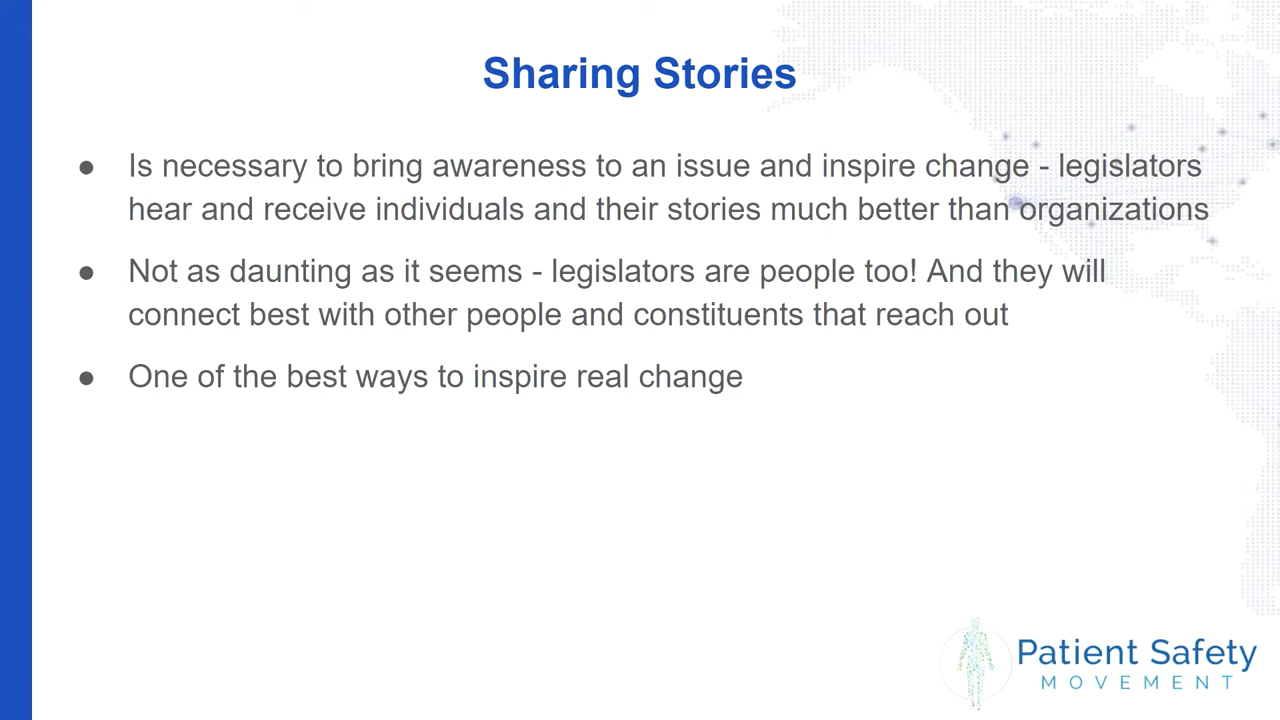 Sharing Stories
● Is necessary to bring awareness to an issue and inspire change - legislators
hear and receive individuals and their stories much better than organizations
● Not as daunting as it seems - legislators are people too! And they will
connect best with other people and constituents that reach out
● One of the best ways to inspire real change
Patient Safety
MOVEMENT